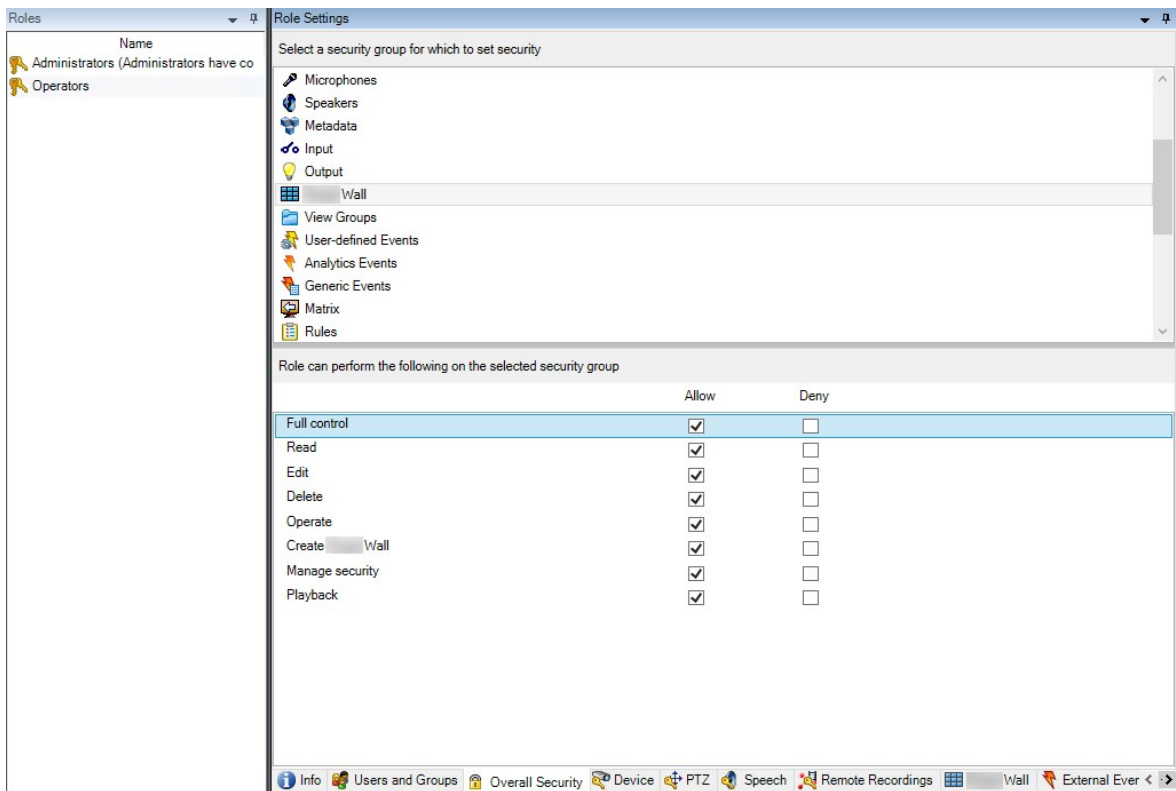 Roles
Name
Administrators (Administrators have co
Operators
Role Settings
Select a security group for which to set security
Microphones
Speakers
Metadata
Input
Output
Wall
View Groups
User-defined Events
Analytics Events
Generic Events
Matrix
Rules
Role can perform the following on the selected security group
Allow Deny
Full control
Read
Edit
Delete
Operate
Create Wall
Manage security
Playback
Info Users and Groups Overall Security Device PTZ Speech Remote Recordings Wall External Ever